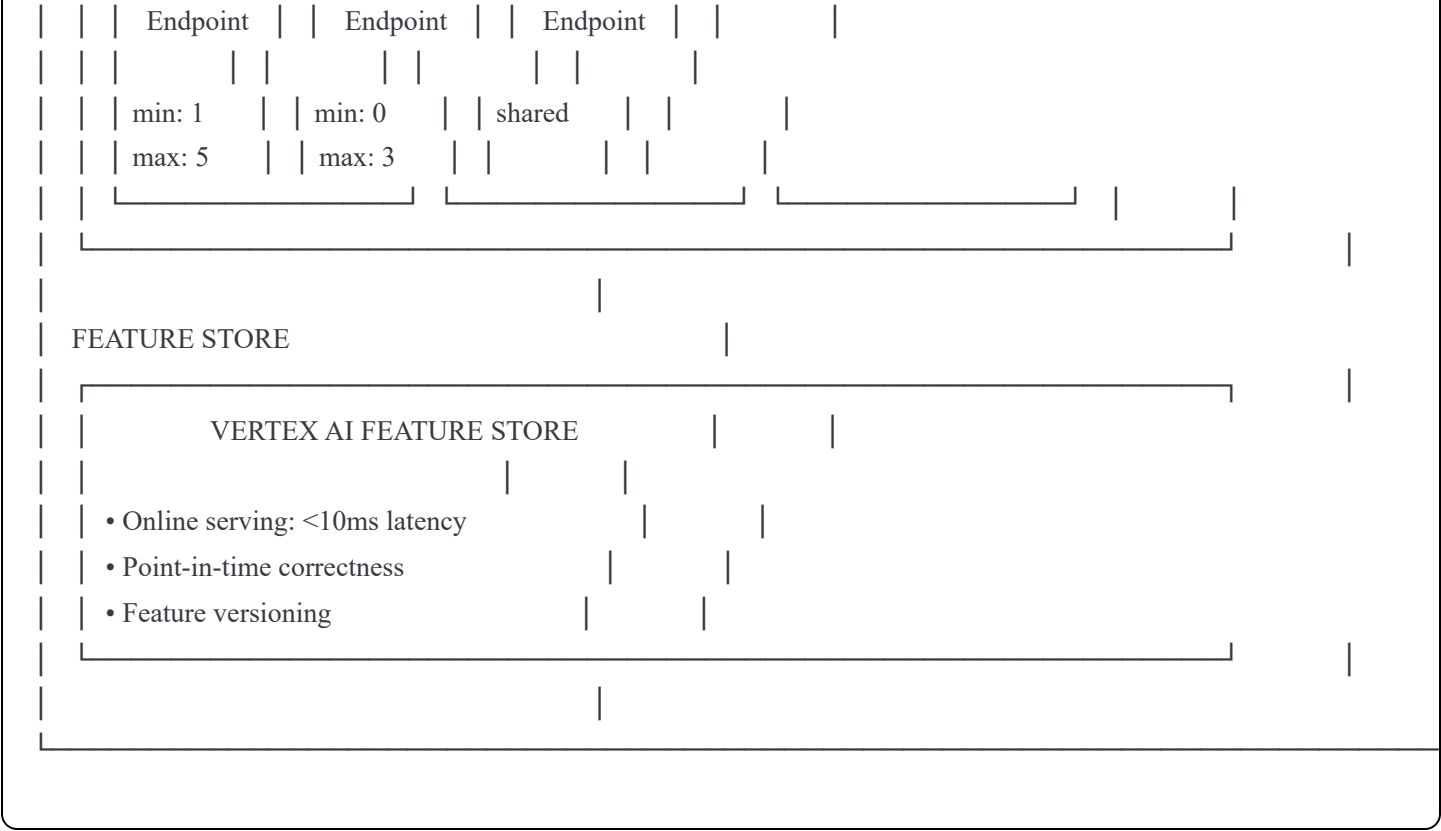 │ │ │ Endpoint │ │ Endpoint │ │ Endpoint │ │ │
│ │ │ │ │ │ │ │ │ │
│ │ │ min: 1 │ │ min: 0 │ │ shared │ │ │
│ │ │ max: 5 │ │ max: 3 │ │ │ │ │
│ │ └─────────────────┘ └─────────────────┘ └─────────────────┘ │ │
│ └─────────────────────────────────────────────────────────────────┘ │
│ │
│ FEATURE STORE │
│ ┌─────────────────────────────────────────────────────────────────┐ │
│ │ VERTEX AI FEATURE STORE │ │
│ │ │ │
│ │ • Online serving: <10ms latency │ │
│ │ • Point-in-time correctness │ │
│ │ • Feature versioning │ │
│ └─────────────────────────────────────────────────────────────────┘ │
│ │
└────────────────────────────────────────────────────────────────────────────────